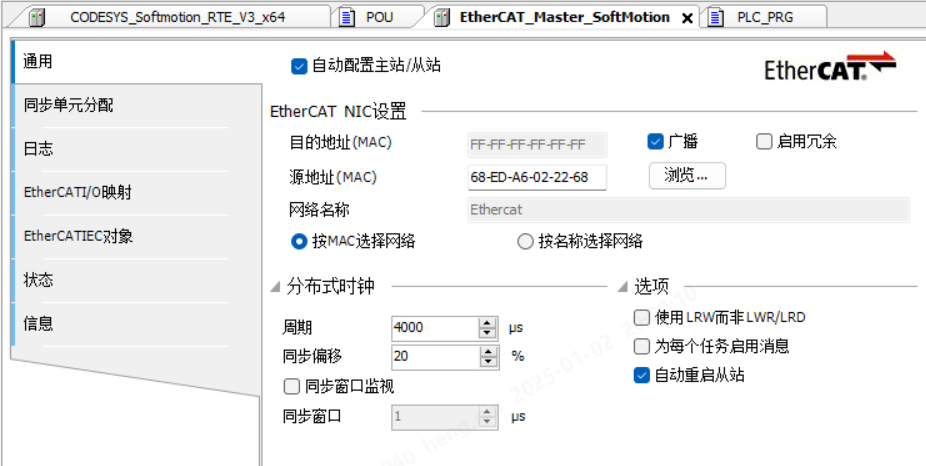 CODESYS_Softmotion_RTE_V3_x64 POU EtherCAT_Master_SoftMotion PLC_PRG
通用
自动配置主站/从站
EtherCAT
同步单元分配
EtherCAT NIC设置
日志
目的地址(MAC) FF-FF-FF-FF-FF-FF 广播 启用冗余
源地址(MAC) 68-ED-A6-02-22-68 浏览...
EtherCATI/O映射
网络名称 Ethercat
EtherCATIEC对象
按MAC选择网络 按名称选择网络
状态
分布式时钟 选项
信息
周期 4000 μs 使用LRW而非LWR/LRD
同步偏移 20 % 为每个任务启用消息
同步窗口监视 自动重启从站
同步窗口 1 μs
2025-01-02